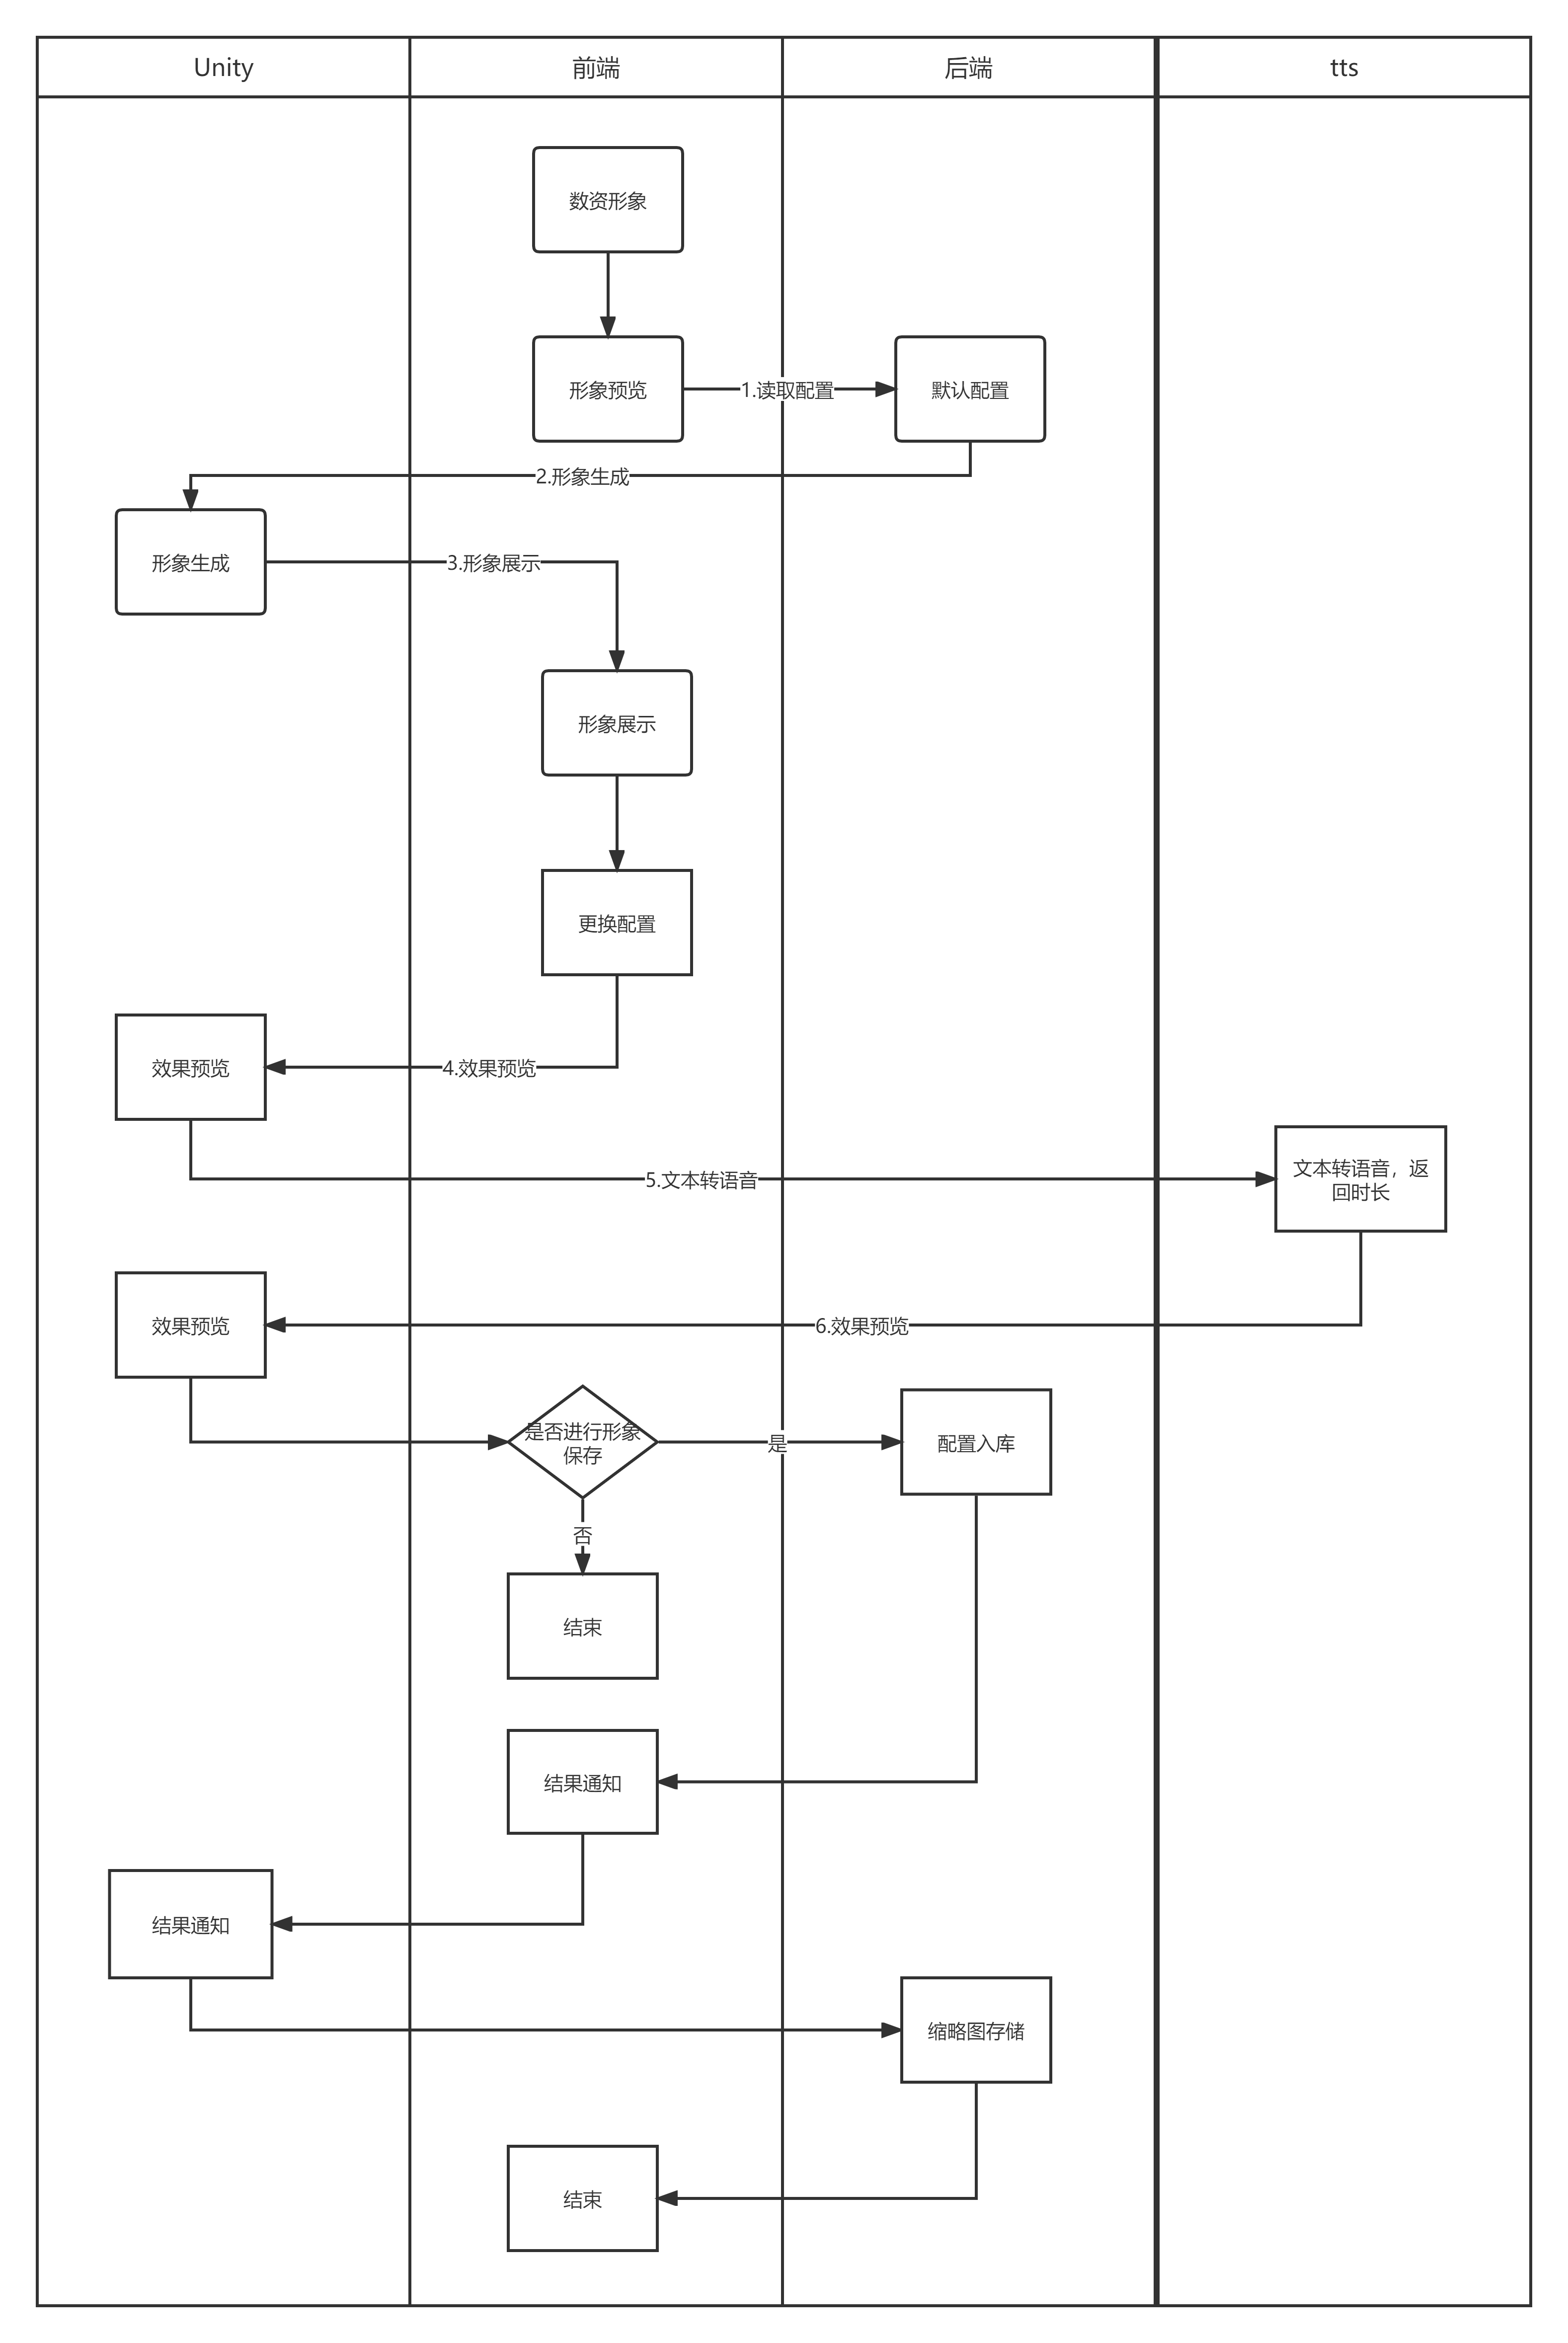 Unity
前端
后端
tts
数资形象
形象预览
1.读取配置
默认配置
2.形象生成
形象生成
3.形象展示
形象展示
更换配置
效果预览
4.效果预览
5.文本转语音
文本转语音，返
回时长
效果预览
6.效果预览
是否进行形象
保存
是
配置入库
否
结束
结果通知
结果通知
缩略图存储
结束